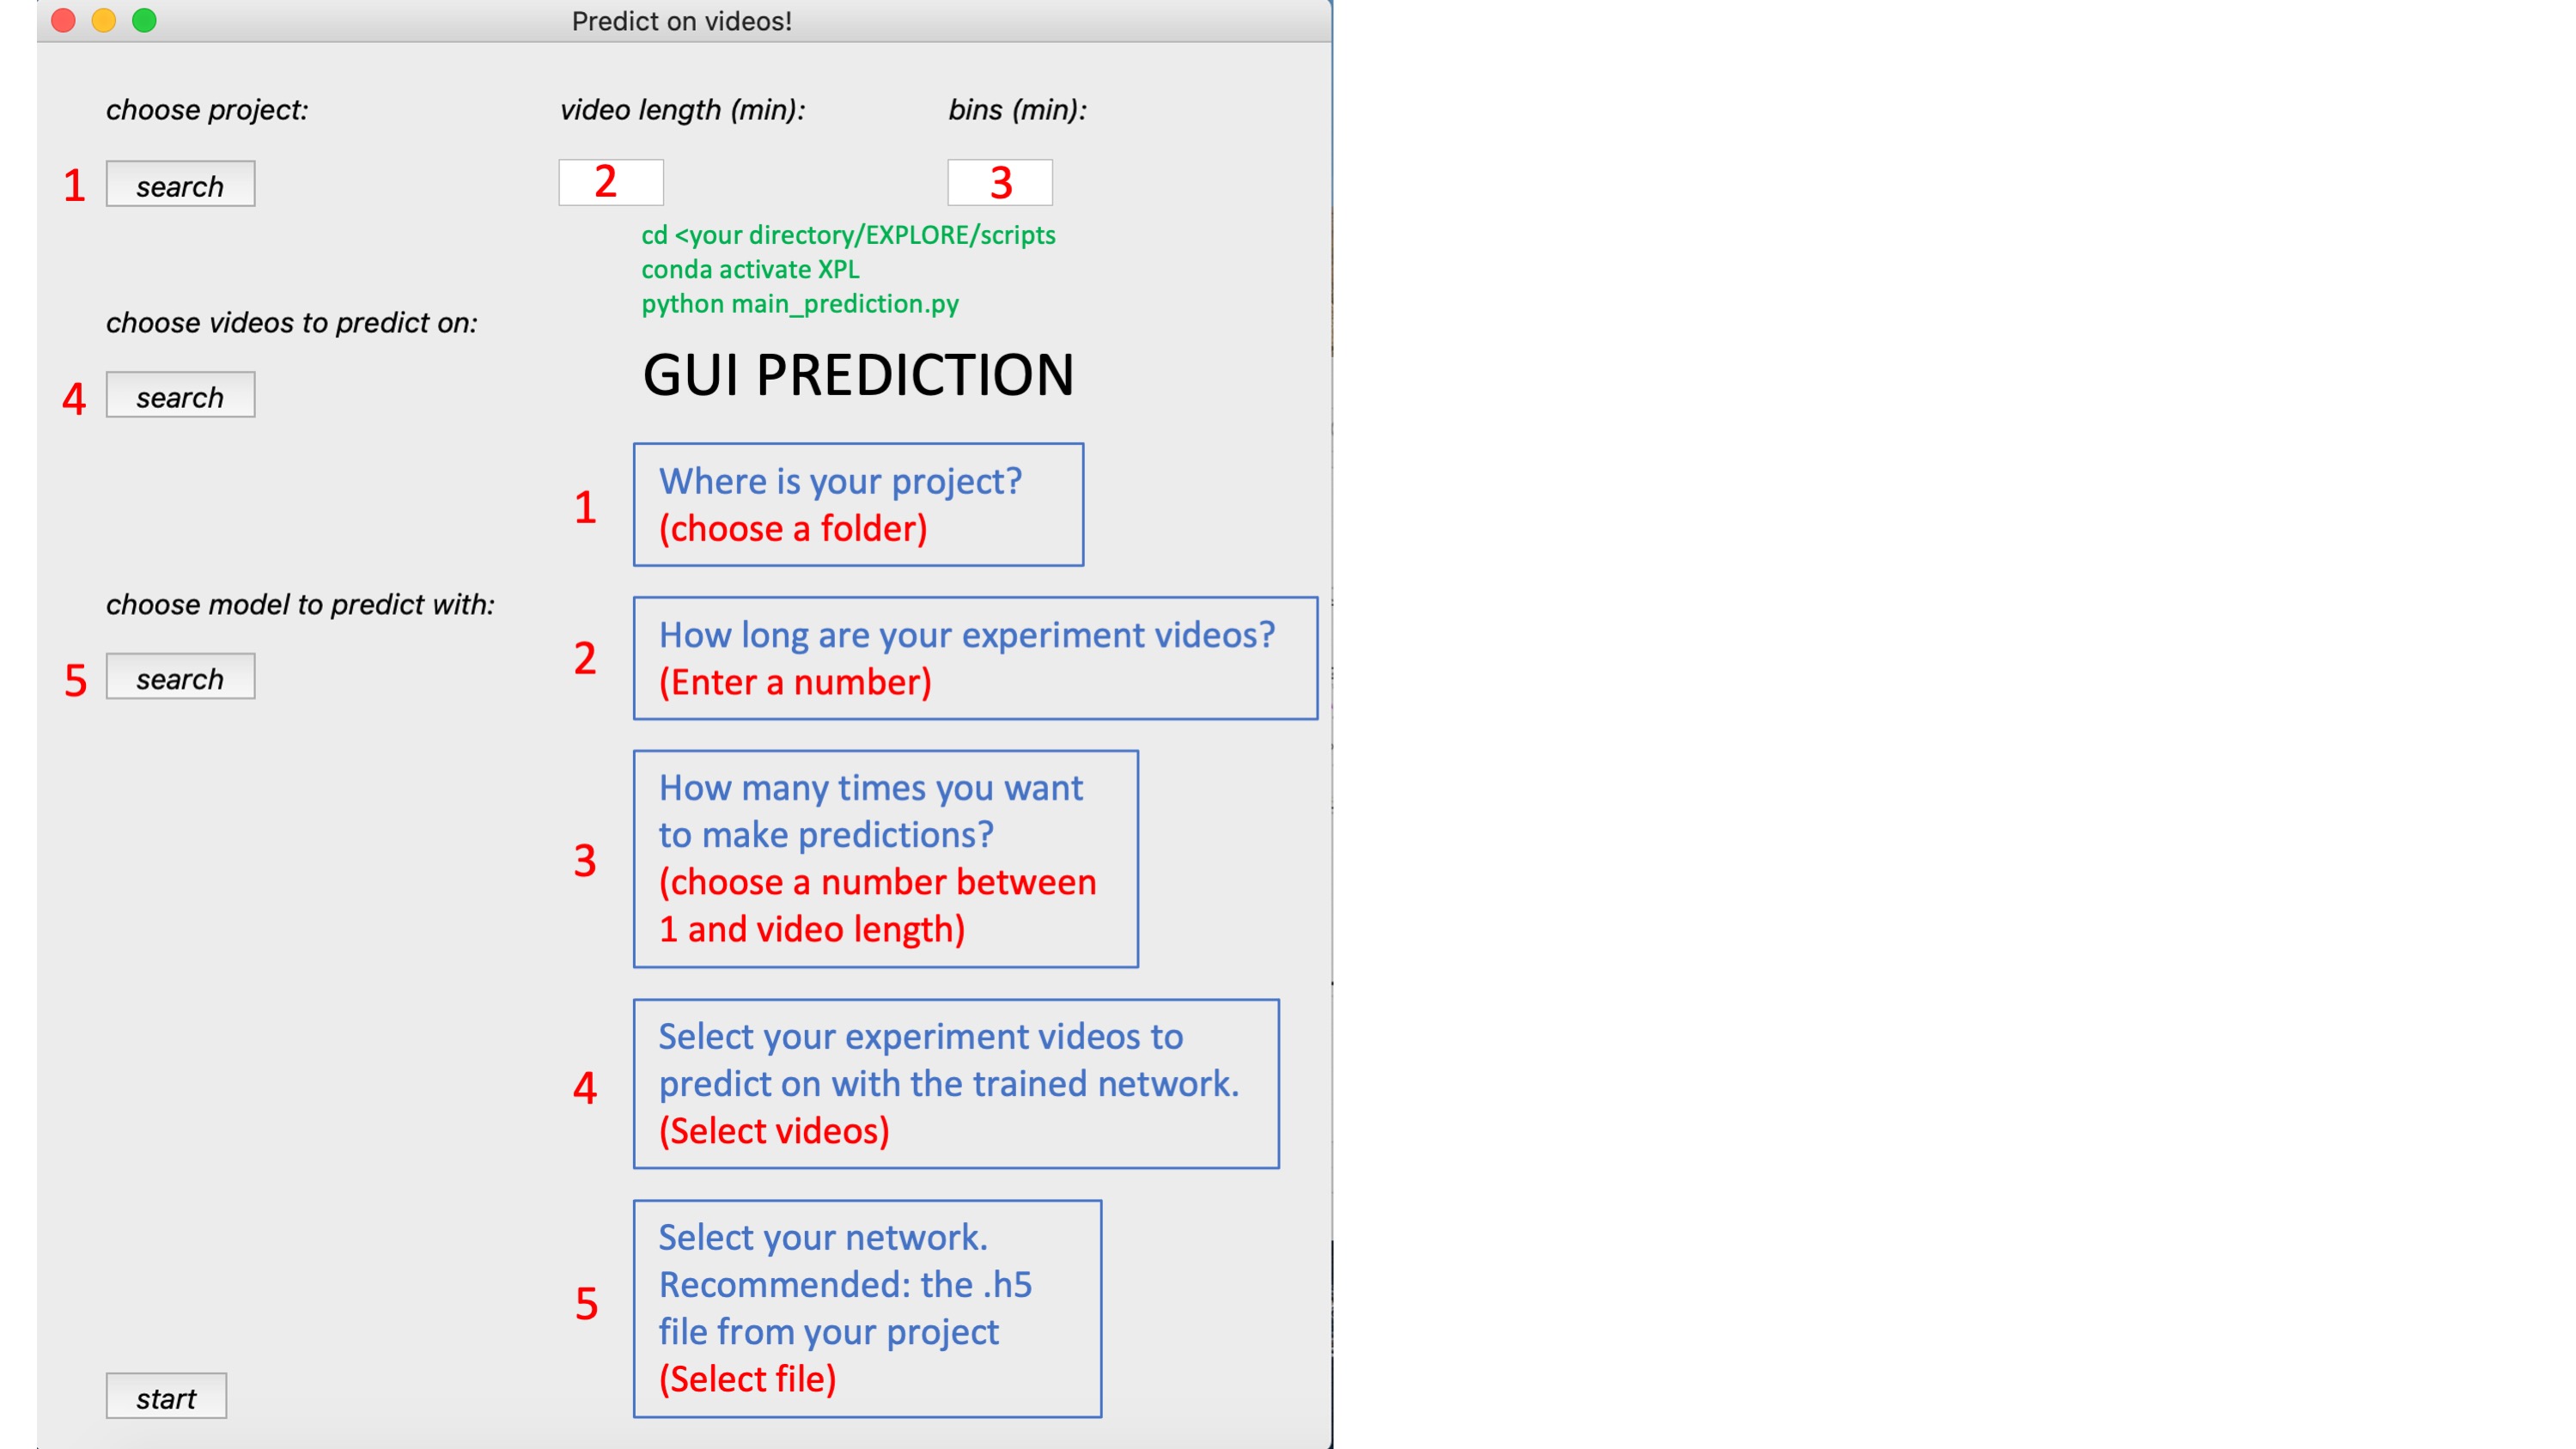 Predict on videos!
choose project:
video length (min):
bins (min):
1
search
2
3
cd <your directory/EXPLORE/scripts
conda activate XPL
python main_prediction.py
choose videos to predict on:
4
search
GUI PREDICTION
1
Where is your project?
(choose a folder)
choose model to predict with:
5
search
2
How long are your experiment videos?
(Enter a number)
3
How many times you want
to make predictions?
(choose a number between
1 and video length)
4
Select your experiment videos to
predict on with the trained network.
(Select videos)
5
Select your network.
Recommended: the .h5
file from your project
(Select file)
start